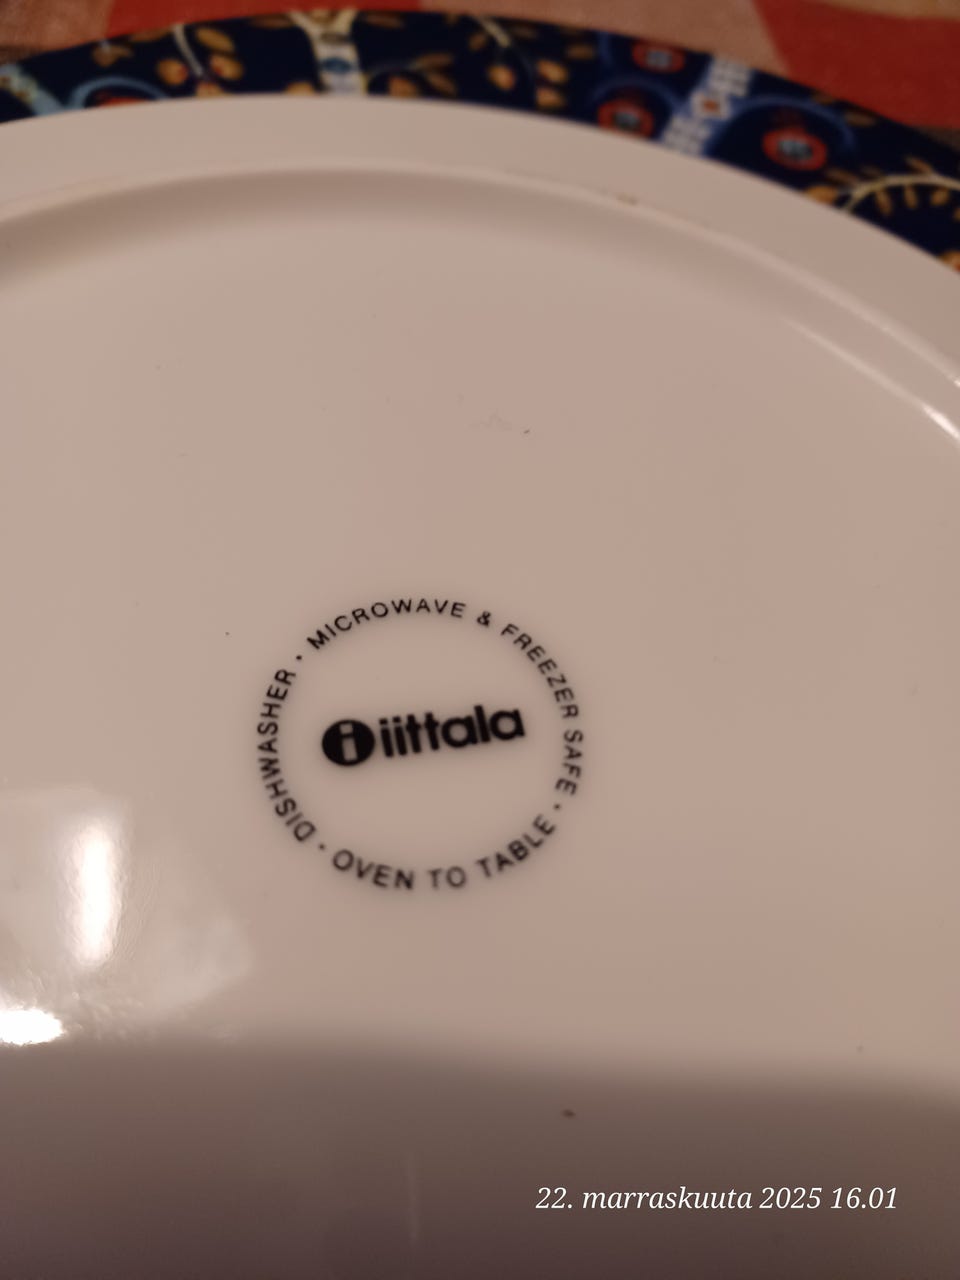 DISHWASHER · MICROWAVE & FREEZER SAFE · OVEN TO TABLE ·
i iittala
22. marraskuuta 2025 16.01